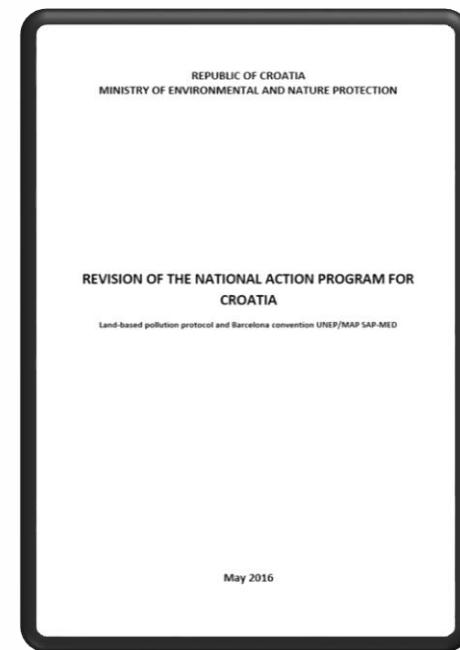 REPUBLIC OF CROATIA
MINISTRY OF ENVIRONMENTAL AND NATURE PROTECTION
REVISION OF THE NATIONAL ACTION PROGRAM FOR
CROATIA
Land-based pollution protocol and Barcelona convention UNEP/MAP SAP-MED
May 2016